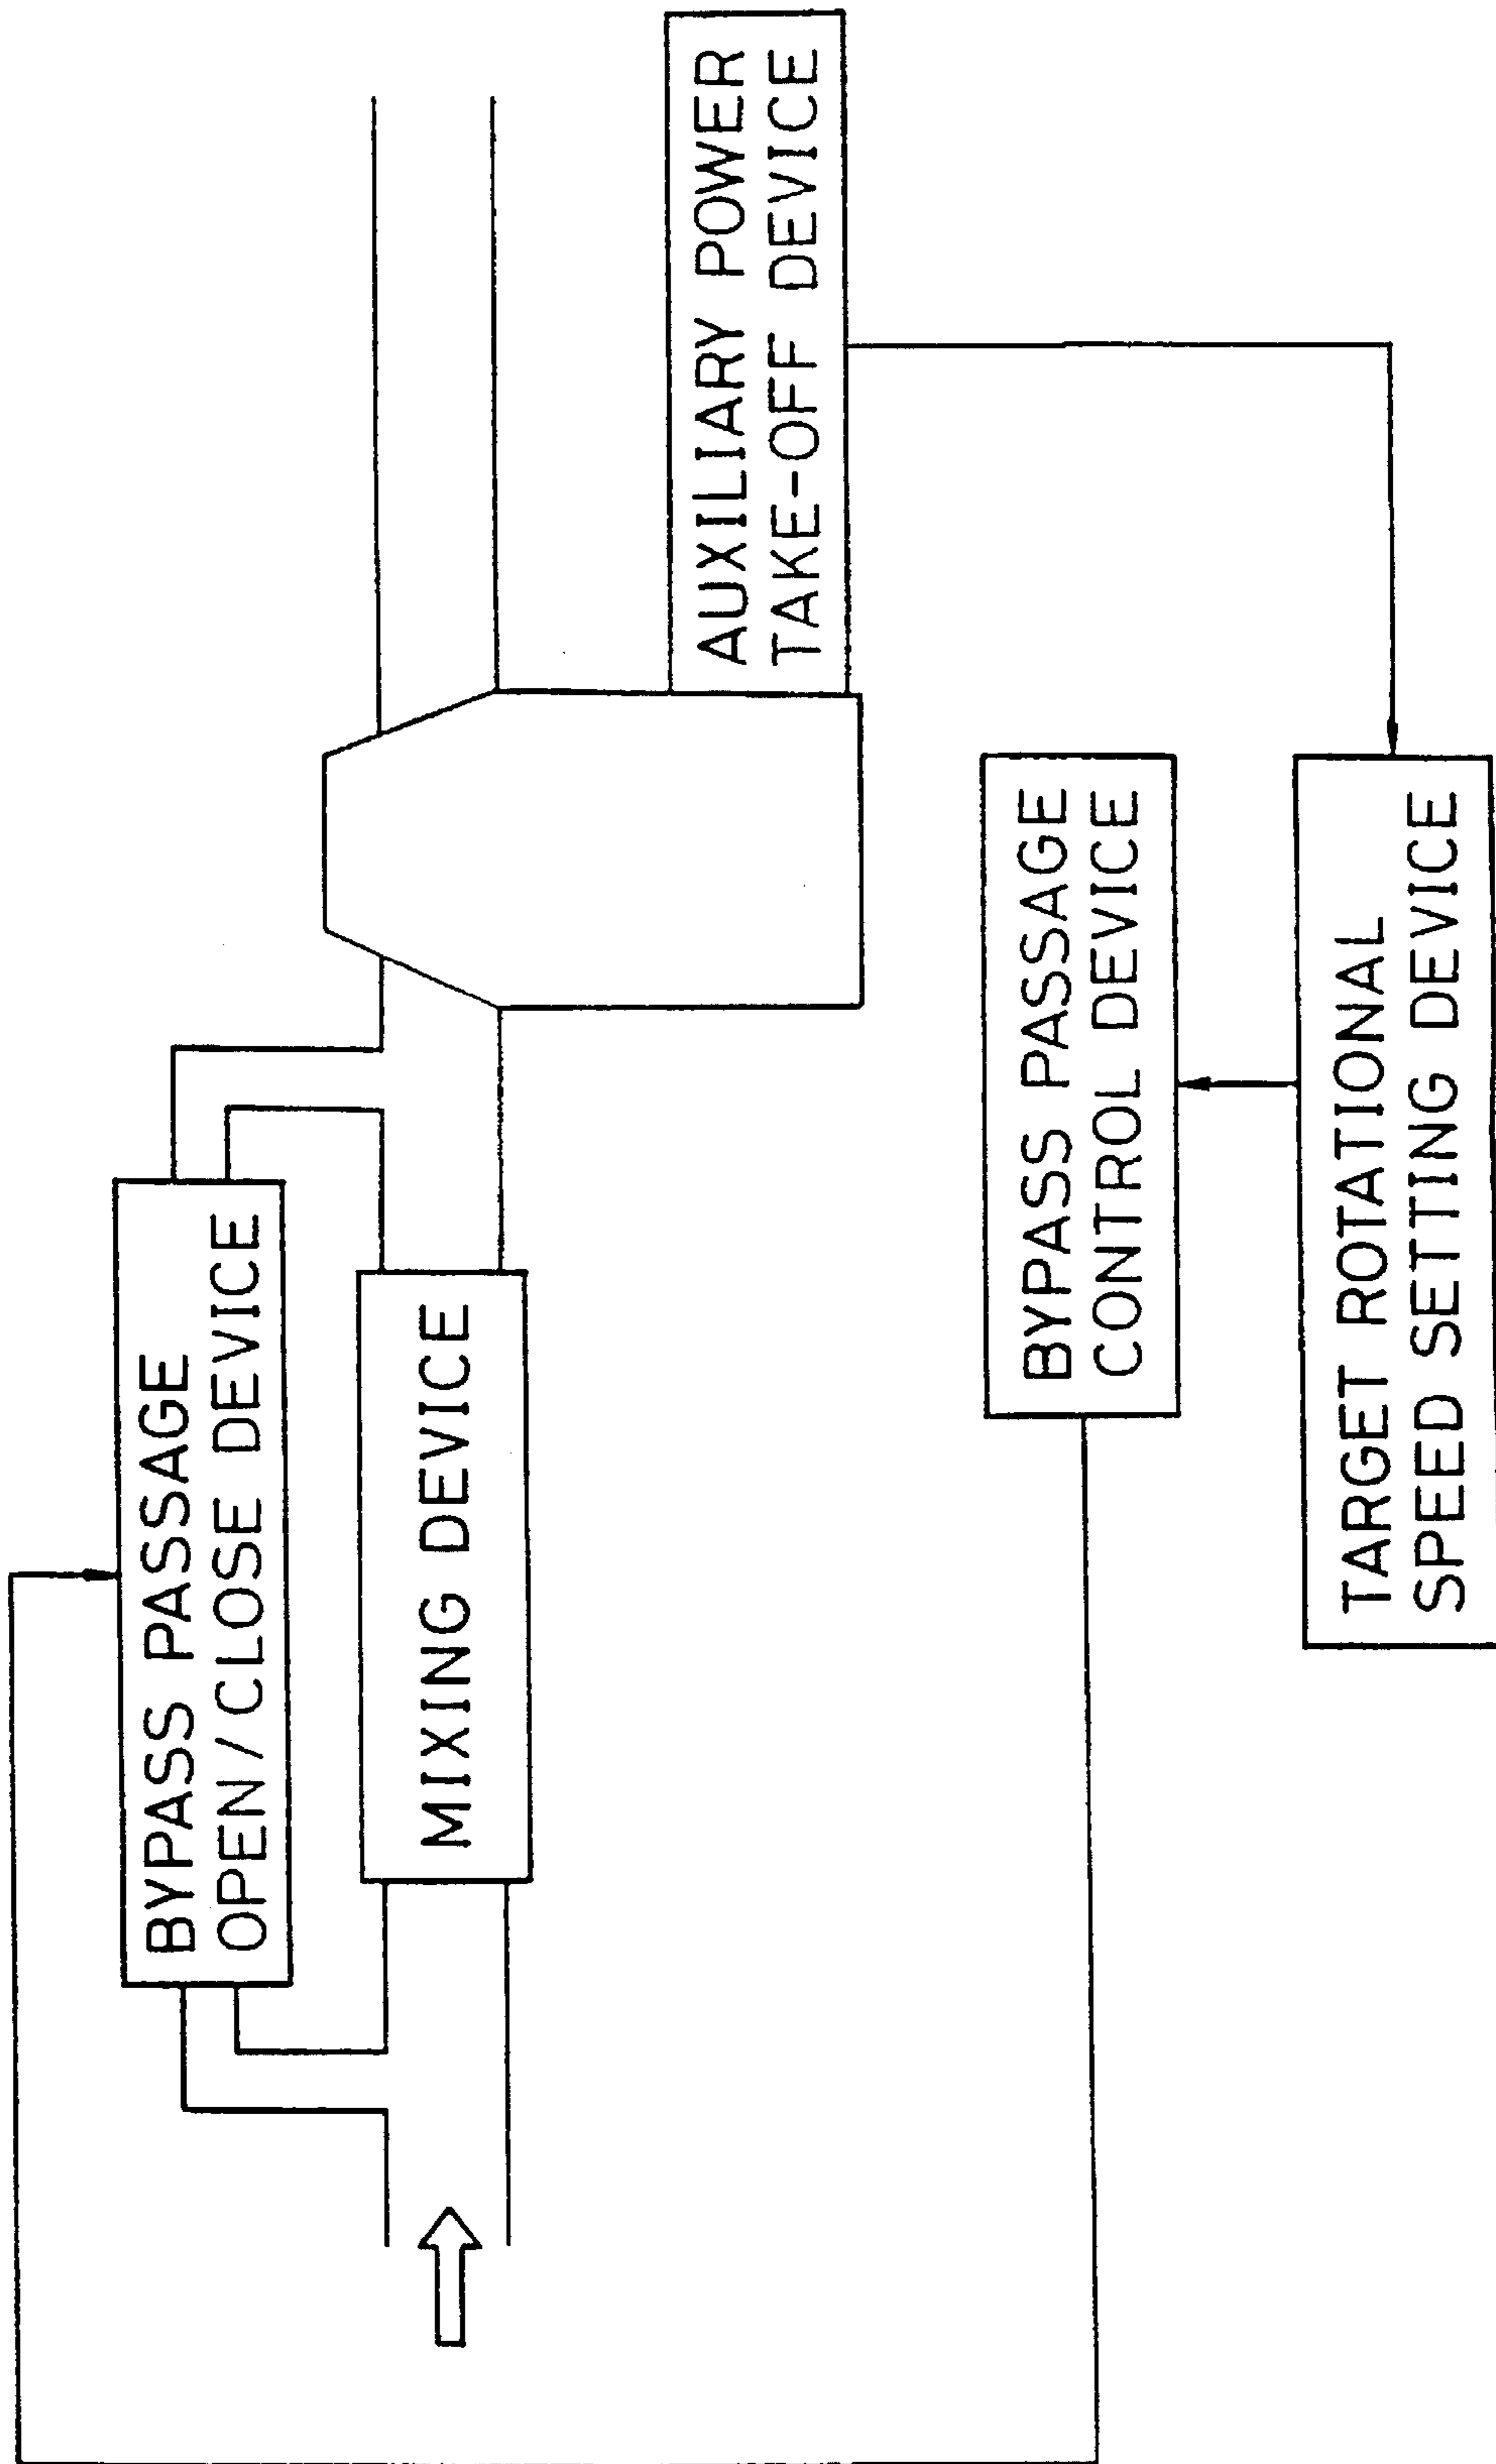 BYPASS PASSAGE
OPEN/CLOSE DEVICE
MIXING DEVICE
AUXILIARY POWER
TAKE-OFF DEVICE
BYPASS PASSAGE
CONTROL DEVICE
TARGET ROTATIONAL
SPEED SETTING DEVICE